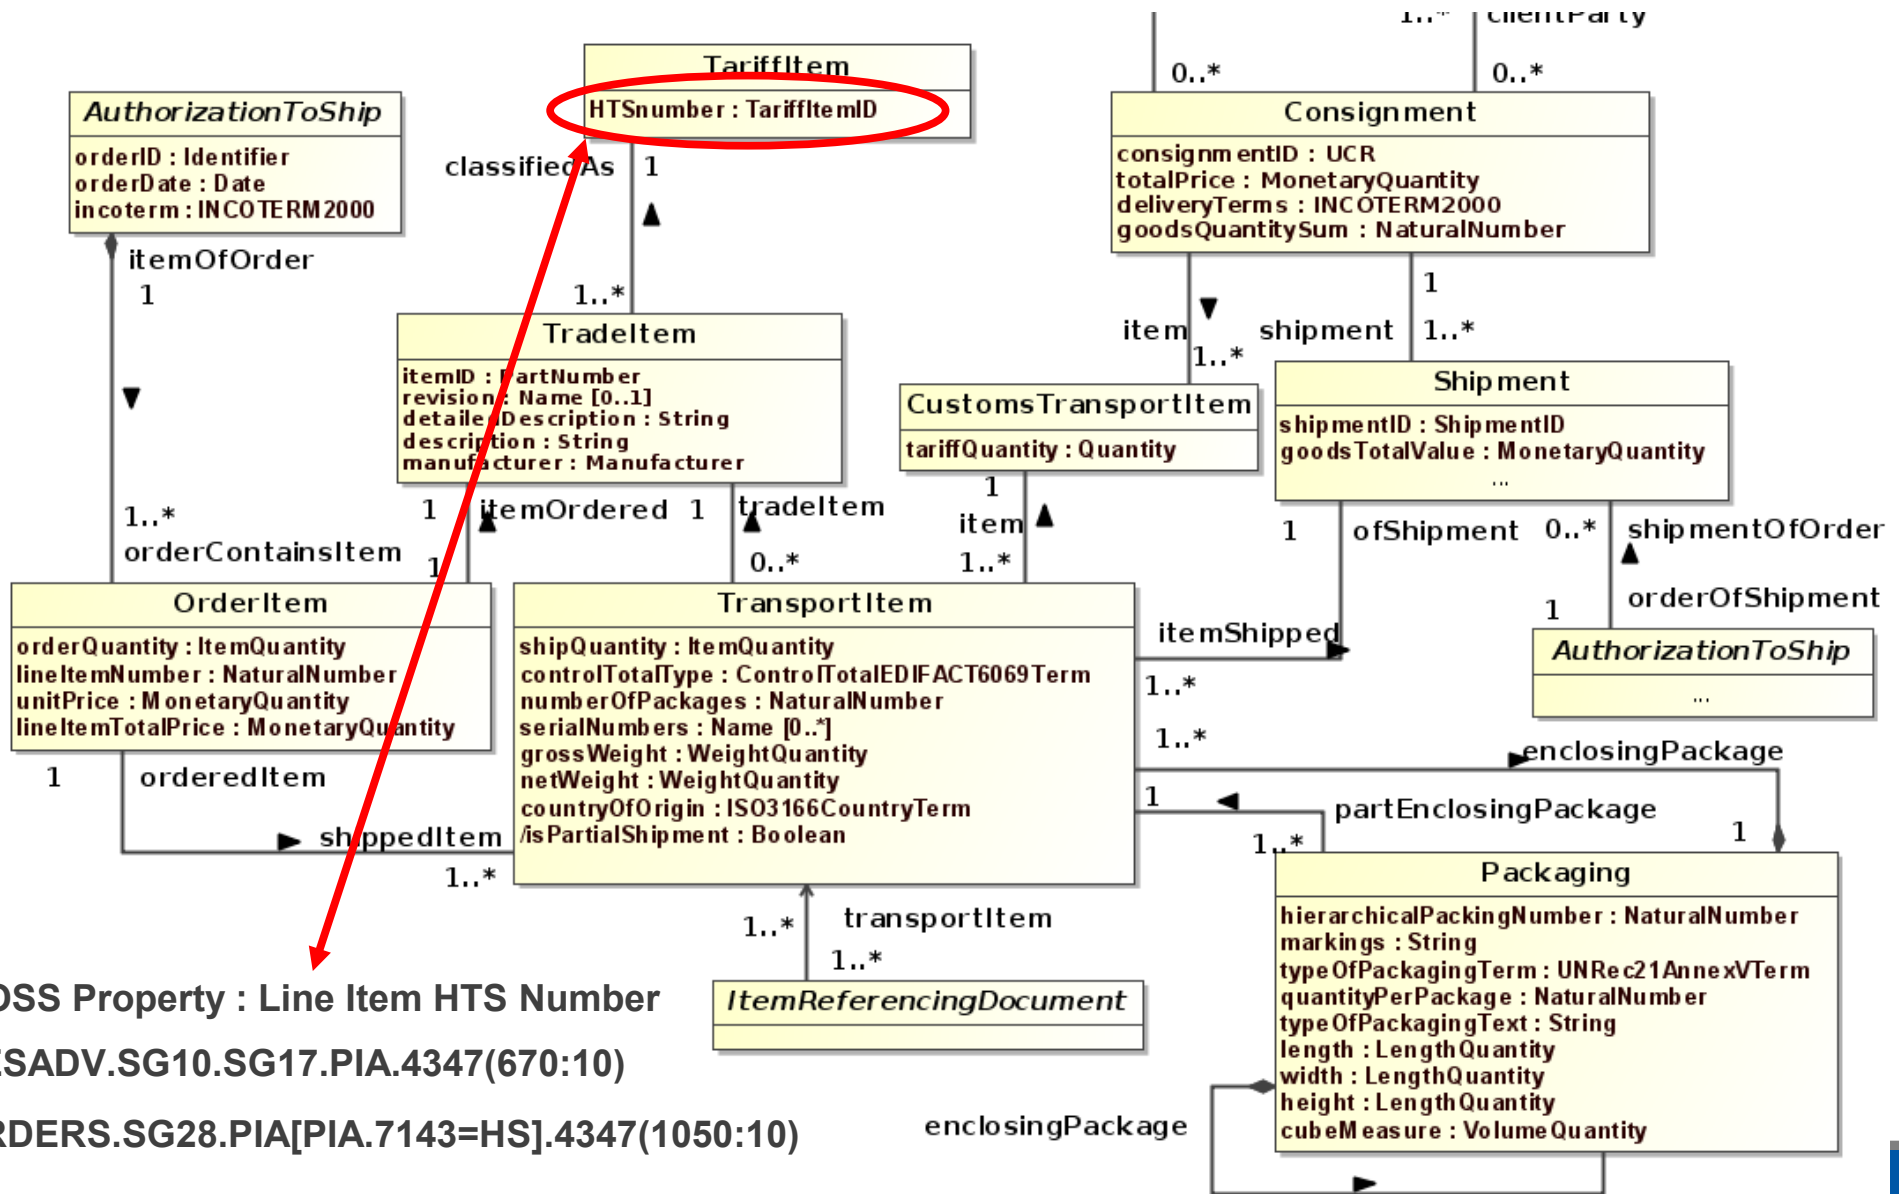 1..*
TariffItem
HTSnumber : TariffItemID
AuthorizationToShip
orderID : Identifier
orderDate : Date
incoterm : INCOTERM2000
classifiedAs
1
0..*
0..*
Consignment
consignmentID : UCR
totalPrice : MonetaryQuantity
deliveryTerms : INCOTERM2000
goodsQuantitySum : NaturalNumber
itemOfOrder
1
1..*
TradeItem
itemID : PartNumber
revision : Name [0..1]
detailedDescription : String
description : String
manufacturer : Manufacturer
item
1..*
shipment
1
1..*
CustomsTransportItem
tariffQuantity : Quantity
Shipment
shipmentID : ShipmentID
goodsTotalValue : MonetaryQuantity
...
1..*
orderContainsItem
1
itemOrdered
1
1
tradeItem
0..*
1
item
1..*
1
ofShipment
0..*
shipmentOfOrder
1
orderOfShipment
OrderItem
orderQuantity : ItemQuantity
lineItemNumber : NaturalNumber
unitPrice : MonetaryQuantity
lineItemTotalPrice : MonetaryQuantity
TransportItem
shipQuantity : ItemQuantity
controlTotalType : ControlTotalEDIFACT6069Term
numberOfPackages : NaturalNumber
serialNumbers : Name [0..*]
grossWeight : WeightQuantity
netWeight : WeightQuantity
countryOfOrigin : ISO3166CountryTerm
/isPartialShipment : Boolean
itemShipped
1..*
AuthorizationToShip
...
1..*
enclosingPackage
1
1
partEnclosingPackage
1..*
1
orderedItem
shippedItem
1..*
Packaging
hierarchicalPackingNumber : NaturalNumber
markings : String
typeOfPackagingTerm : UNRec21AnnexVTerm
quantityPerPackage : NaturalNumber
typeOfPackagingText : String
length : LengthQuantity
width : LengthQuantity
height : LengthQuantity
cubeMeasure : VolumeQuantity
1..*
transportItem
1..*
ItemReferencingDocument
enclosingPackage
Property : Line Item HTS Number
ESADV.SG10.SG17.PIA.4347(670:10)
RDERS.SG28.PIA[PIA.7143=HS].4347(1050:10)